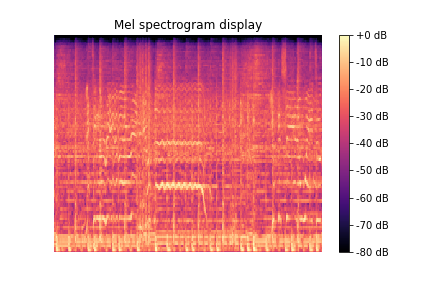 Mel spectrogram display
+0 dB
-10 dB
-20 dB
-30 dB
-40 dB
-50 dB
-60 dB
-70 dB
-80 dB